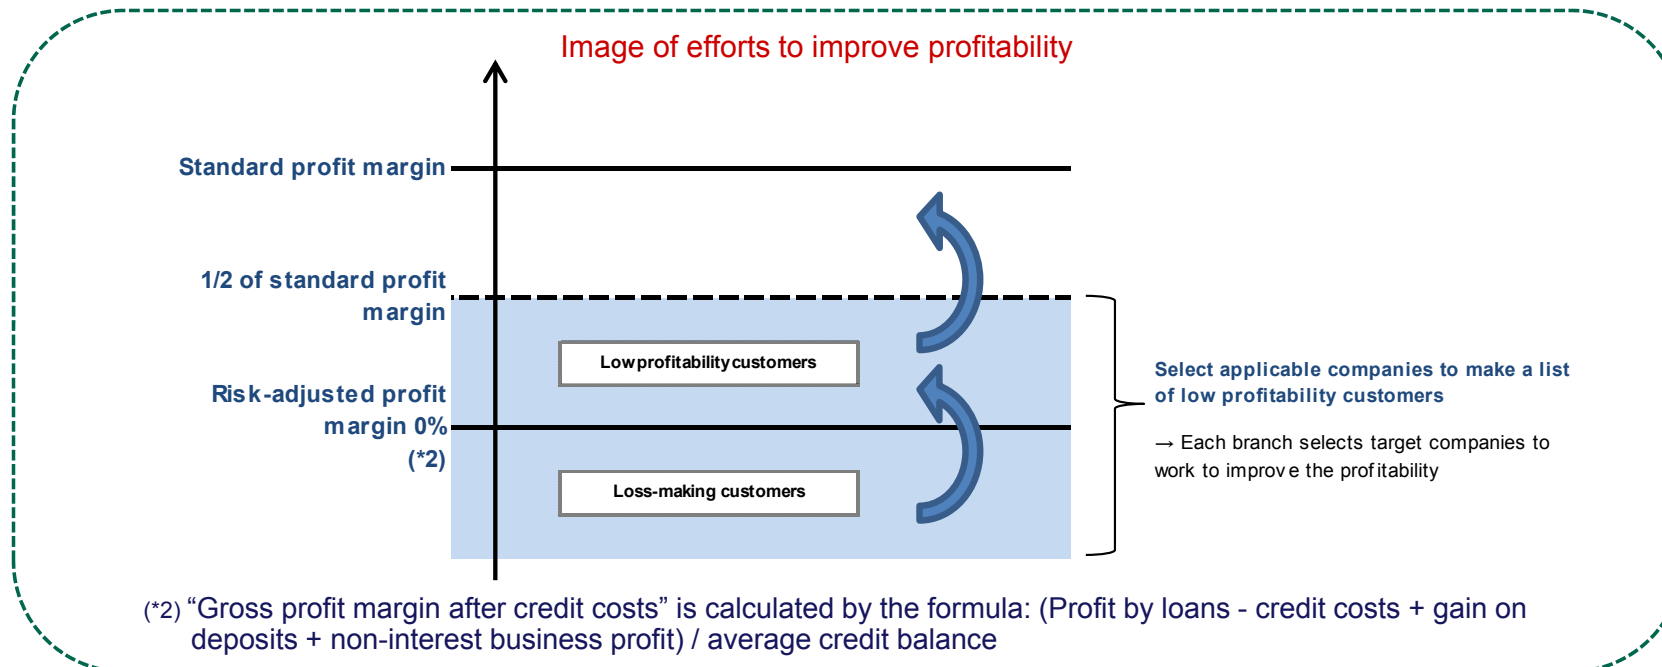 Image of efforts to improve profitability
Standard profit margin
1/2 of standard profit
margin
Low profitability customers
Risk-adjusted profit
margin 0%
(*2)
Loss-making customers
Select applicable companies to make a list
of low profitability customers
→ Each branch selects target companies to
work to improve the profitability
(*2) “Gross profit margin after credit costs” is calculated by the formula: (Profit by loans - credit costs + gain on
deposits + non-interest business profit) / average credit balance